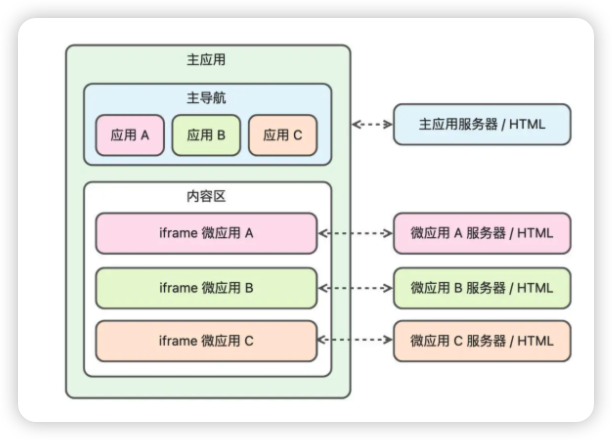 主应用
主导航
应用 A
应用 B
应用 C
主应用服务器 / HTML
内容区
iframe 微应用 A
微应用 A 服务器 / HTML
iframe 微应用 B
微应用 B 服务器 / HTML
iframe 微应用 C
微应用 C 服务器 / HTML